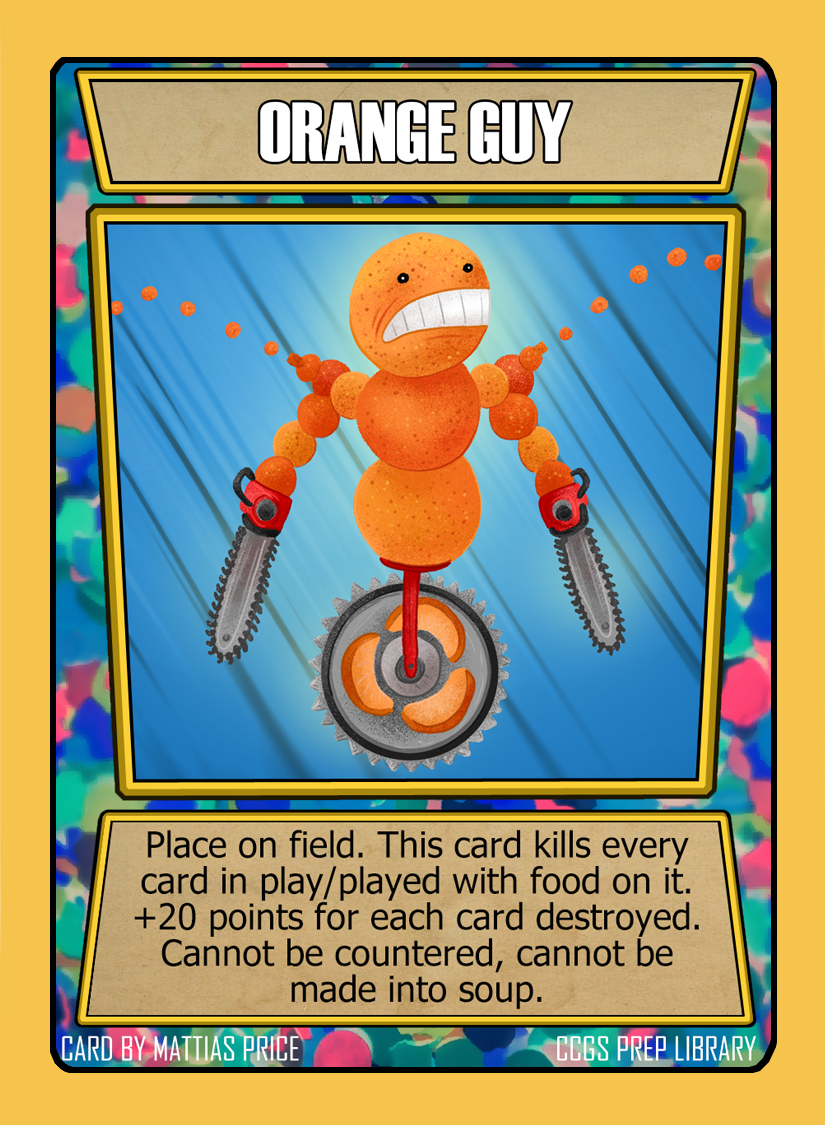 ORANGE GUY
Place on field. This card kills every
card in play/played with food on it.
+20 points for each card destroyed.
Cannot be countered, cannot be
made into soup.
CARD BY MATTIAS PRICE
CCGS PREP LIBRARY